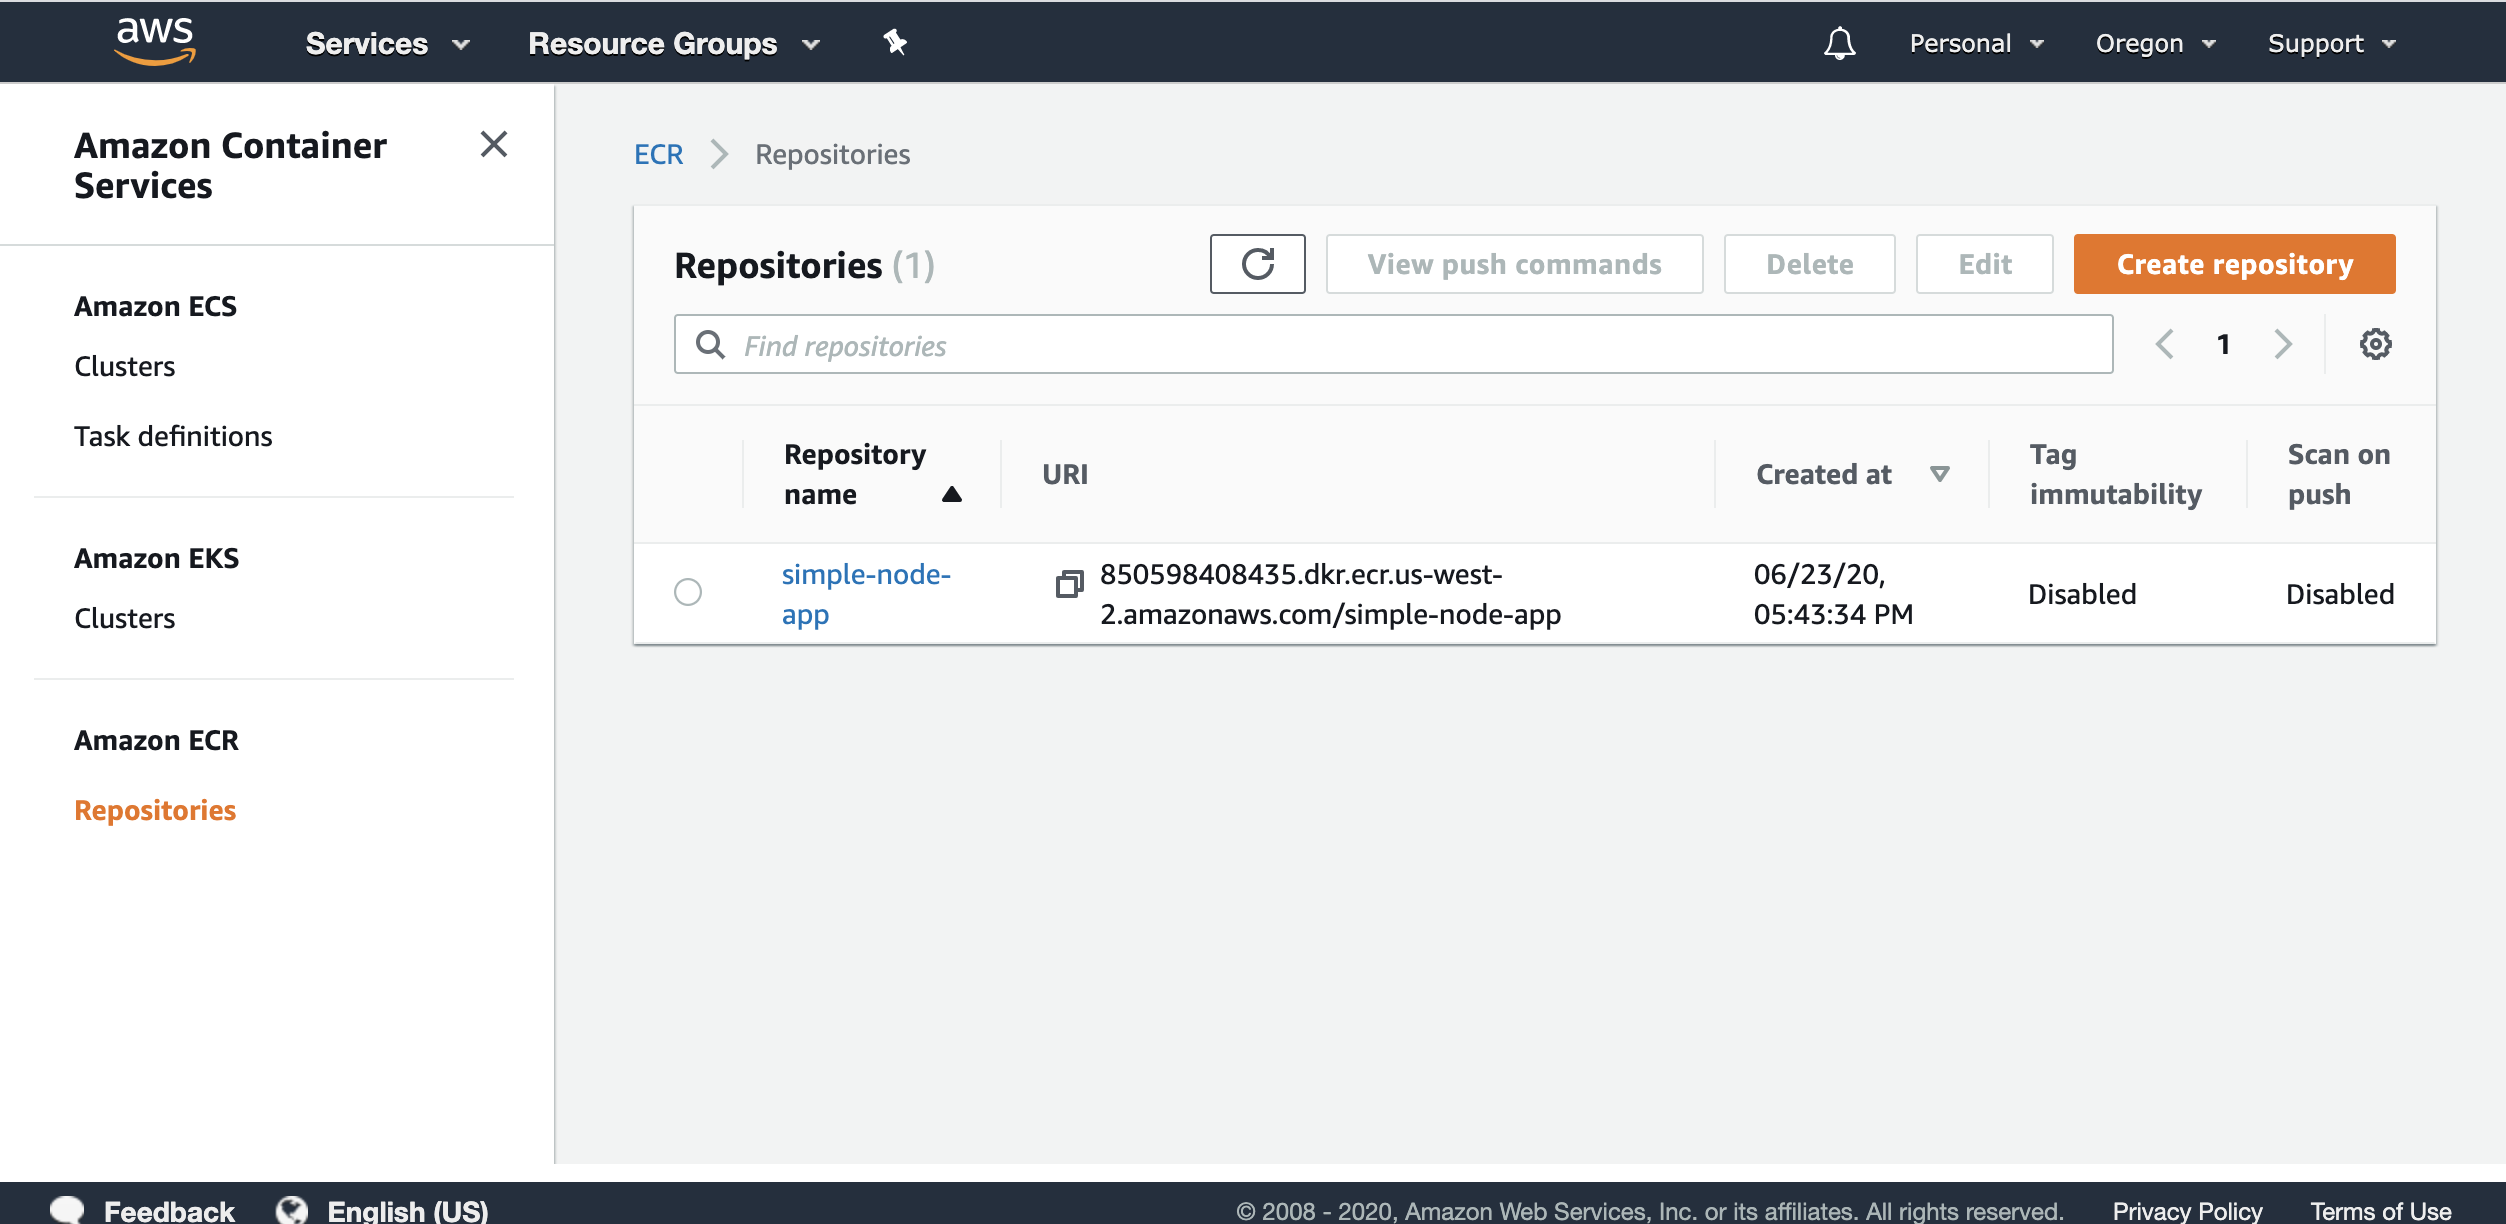 aws
Services
Resource Groups
Personal
Oregon
Support
Amazon Container
Services
Amazon ECS
Clusters
Task definitions
Amazon EKS
Clusters
Amazon ECR
Repositories
ECR
Repositories
Repositories (1)
View push commands
Delete
Edit
Create repository
Find repositories
1
Repository
name
URI
Created at
Tag
immutability
Scan on
push
simple-node-
app
850598408435.dkr.ecr.us-west-
2.amazonaws.com/simple-node-app
06/23/20,
05:43:34 PM
Disabled
Disabled
Feedback
English (US)
© 2008 - 2020, Amazon Web Services, Inc. or its affiliates. All rights reserved.
Privacy Policy
Terms of Use